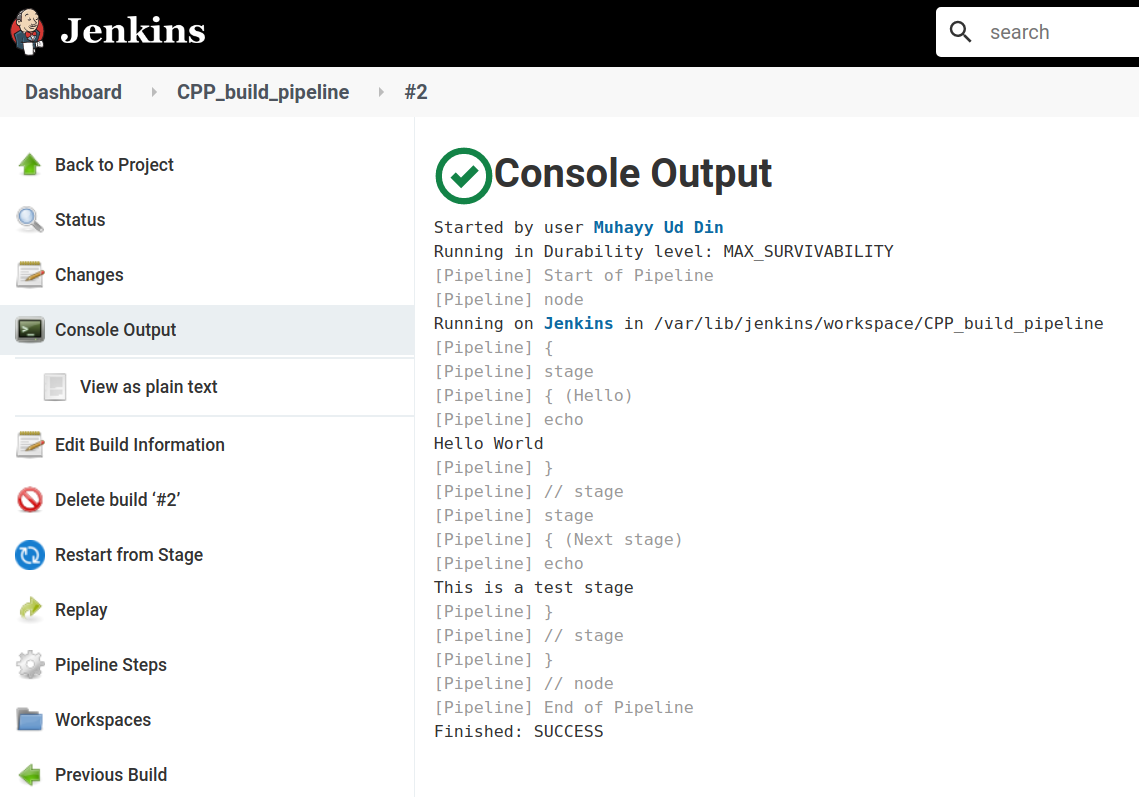 Jenkins
search
Dashboard CPP_build_pipeline #2
Back to Project
Status
Changes
Console Output
View as plain text
Edit Build Information
Delete build ‘#2’
Restart from Stage
Replay
Pipeline Steps
Workspaces
Previous Build
Console Output
Started by user Muhayy Ud Din
Running in Durability level: MAX_SURVIVABILITY
[Pipeline] Start of Pipeline
[Pipeline] node
Running on Jenkins in /var/lib/jenkins/workspace/CPP_build_pipeline
[Pipeline] {
[Pipeline] stage
[Pipeline] { (Hello)
[Pipeline] echo
Hello World
[Pipeline] }
[Pipeline] // stage
[Pipeline] stage
[Pipeline] { (Next stage)
[Pipeline] echo
This is a test stage
[Pipeline] }
[Pipeline] // stage
[Pipeline] }
[Pipeline] // node
[Pipeline] End of Pipeline
Finished: SUCCESS